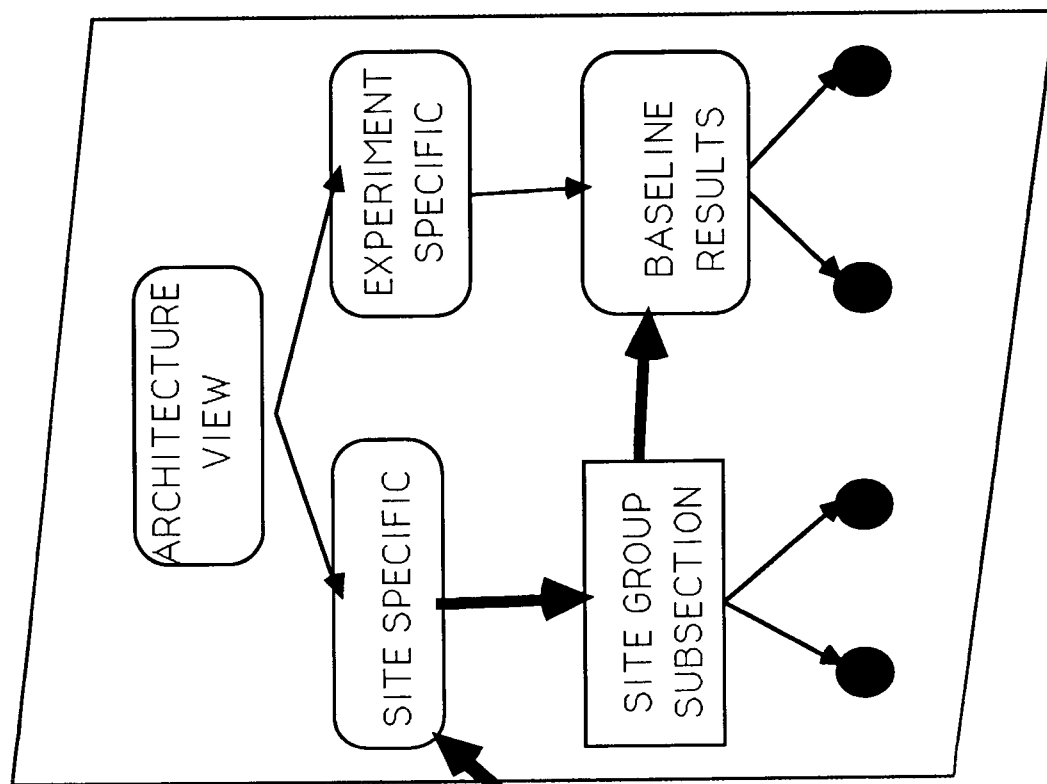 ARCHITECTURE
VIEW
SITE SPECIFIC
EXPERIMENT
SPECIFIC
SITE GROUP
SUBSECTION
BASELINE
RESULTS